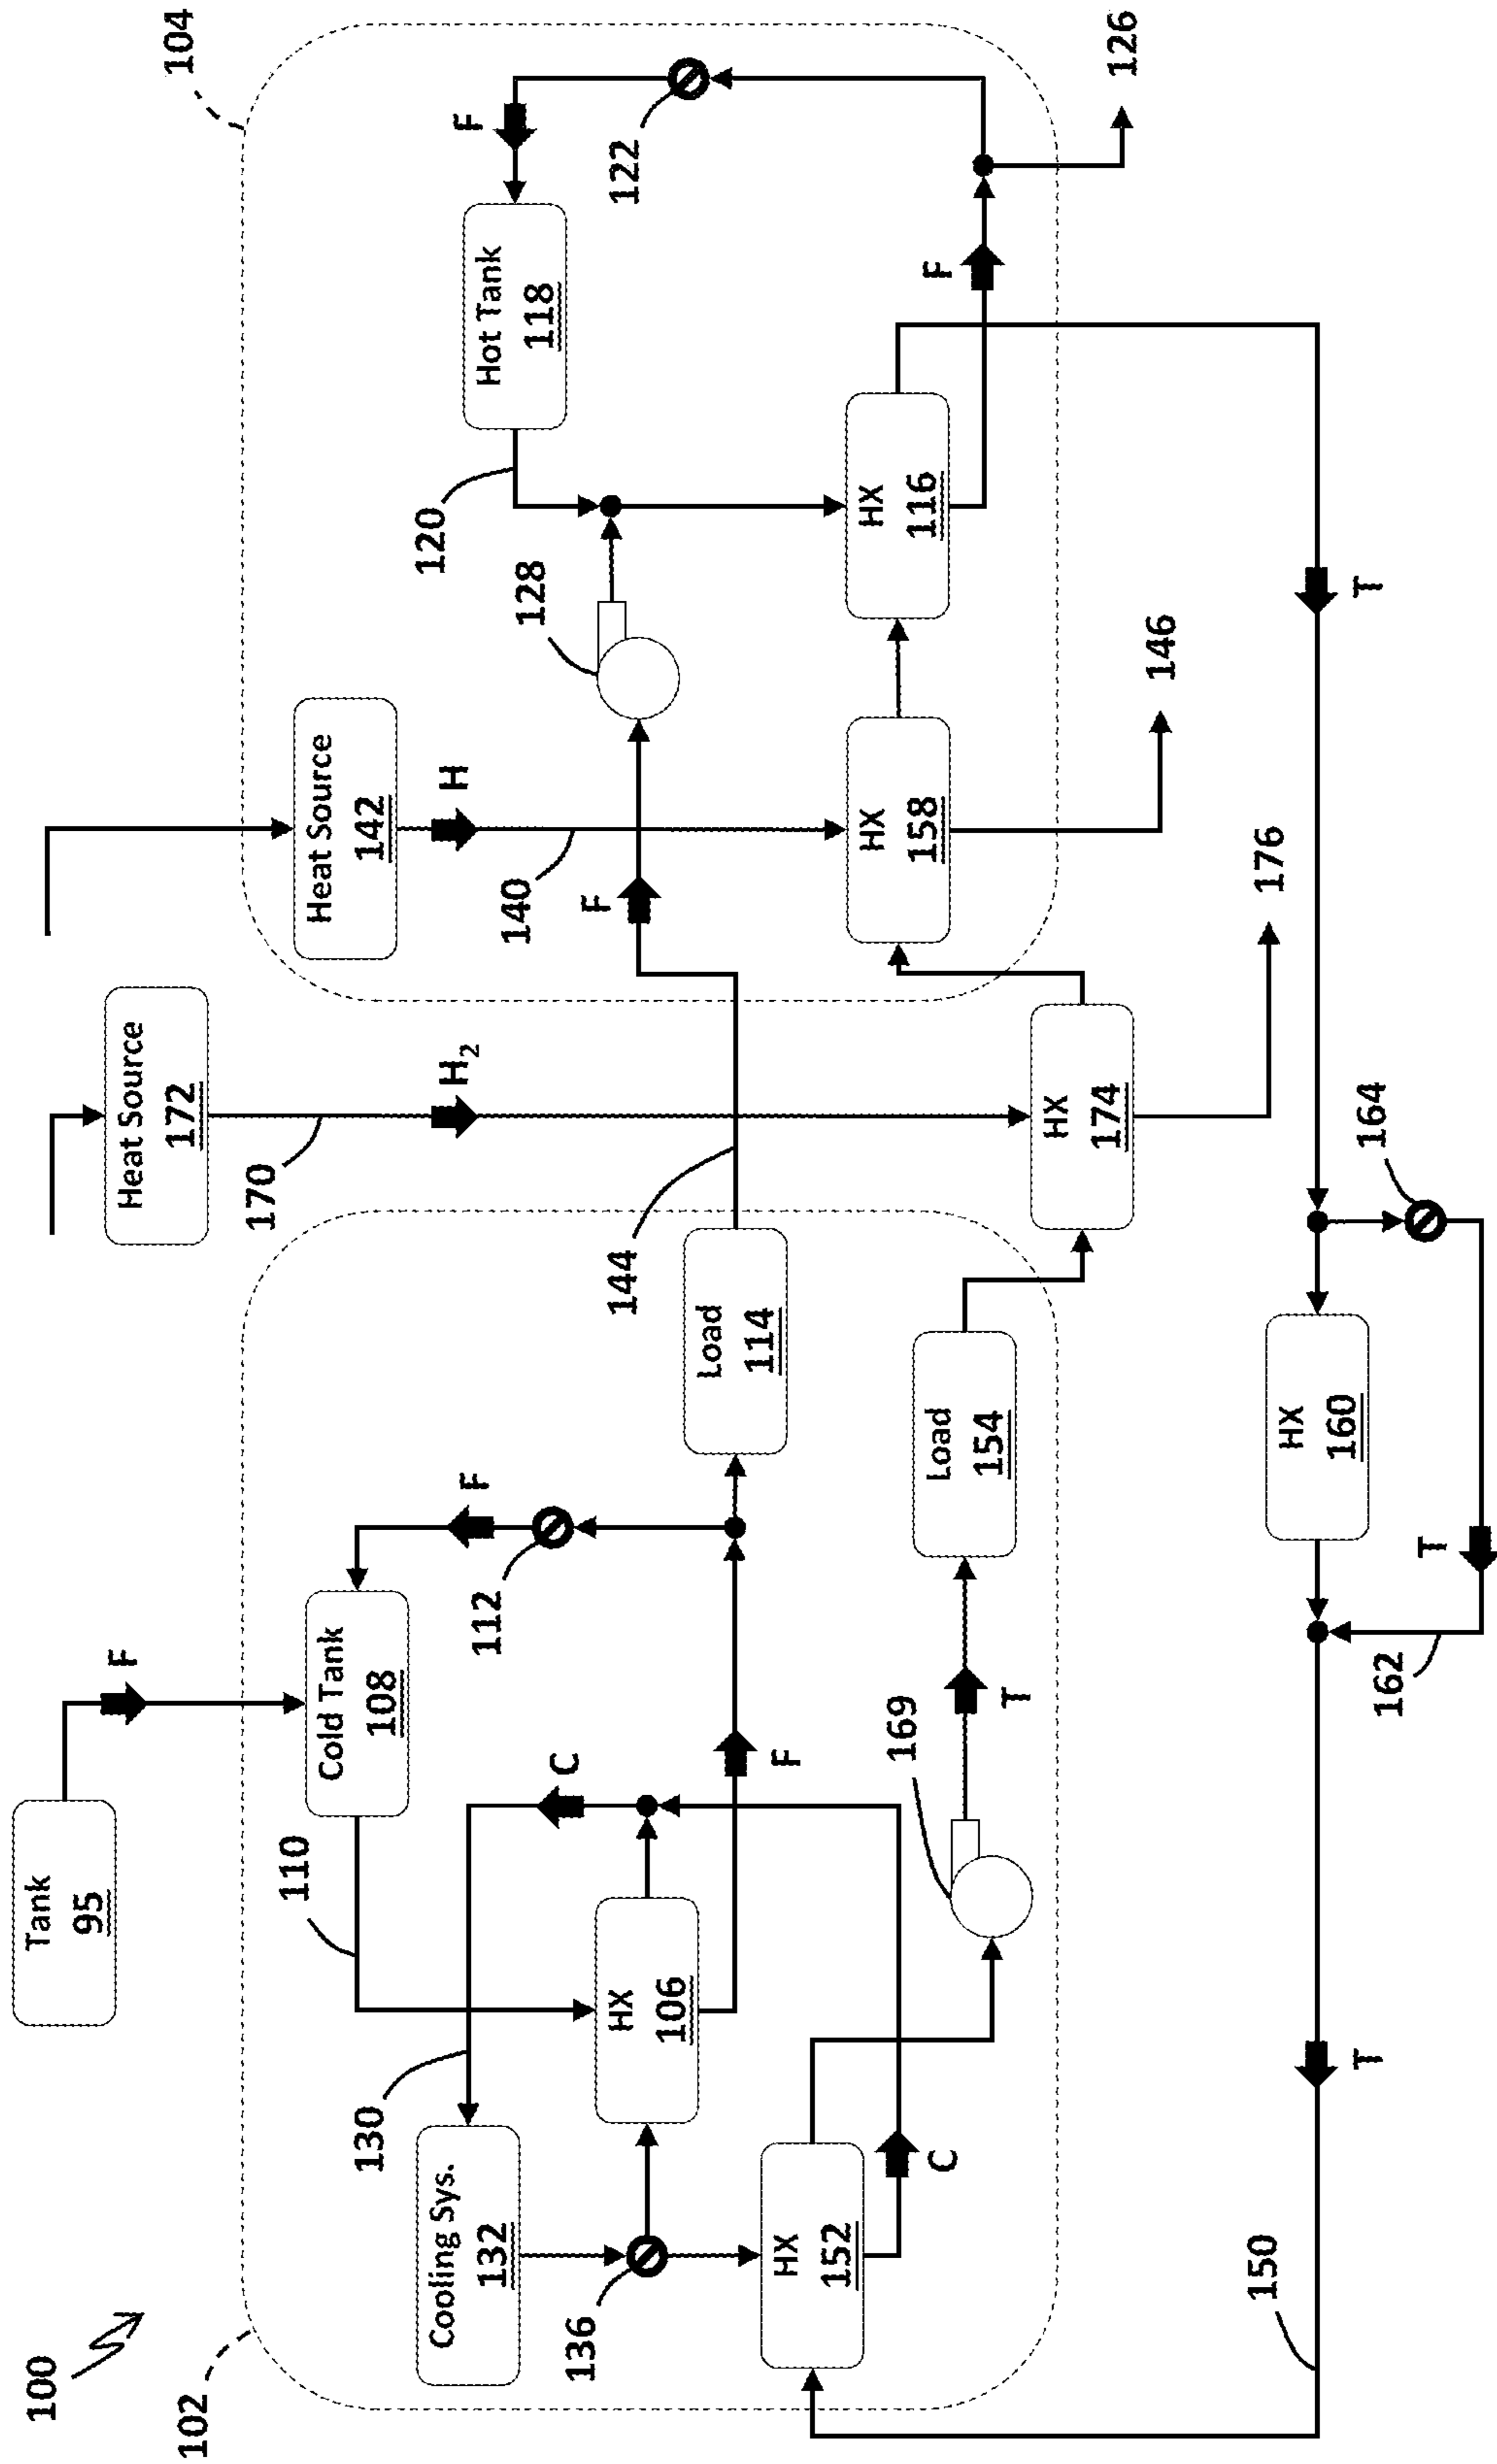 100
102
104
Tank
95
F
Heat Source
172
Heat Source
142
H
H₂
170
140
Cold Tank
108
110
F
112
Cooling Sys.
132
130
C
136
HX
106
F
HX
152
C
169
T
Load
114
144
Load
154
F
128
120
Hot Tank
118
F
122
HX
116
F
126
HX
158
146
HX
174
176
T
164
HX
160
T
162
T
150